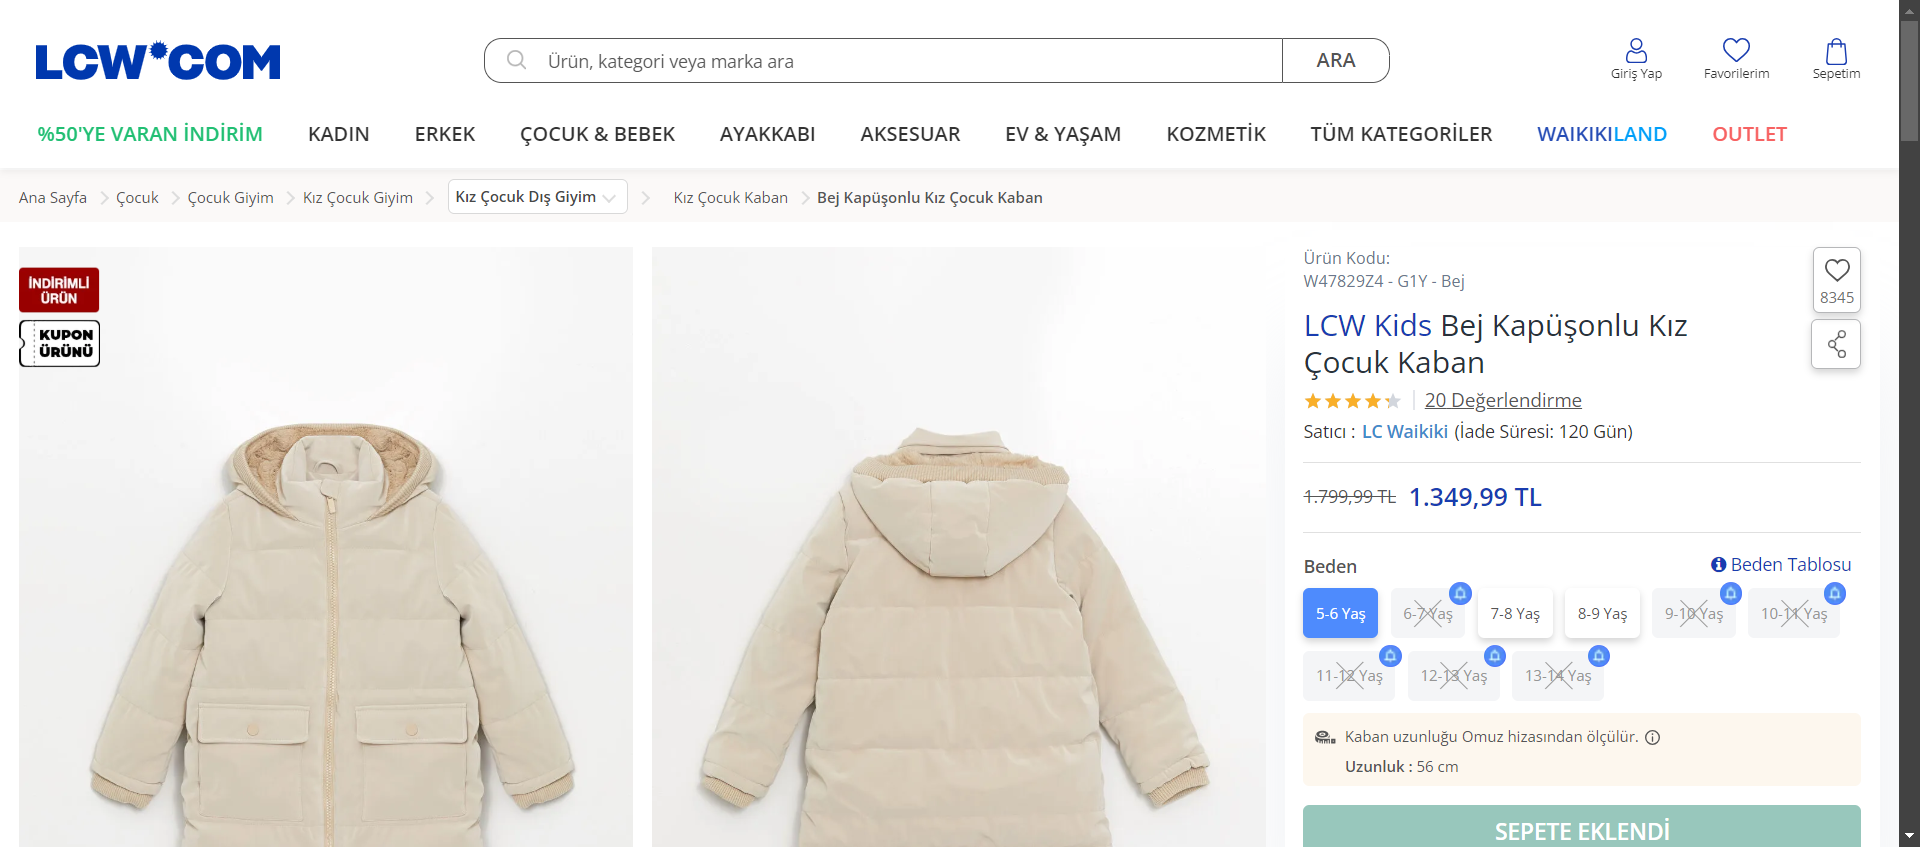 LCW COM
Ürün, kategori veya marka ara
ARA
Giriş Yap
Favorilerim
Sepetim
%50'YE VARAN İNDİRİM
KADIN
ERKEK
ÇOCUK & BEBEK
AYAKKABI
AKSESUAR
EV & YAŞAM
KOZMETİK
TÜM KATEGORİLER
WAIKIKILAND
OUTLET
Ana Sayfa
Çocuk
Çocuk Giyim
Kız Çocuk Giyim
Kız Çocuk Dış Giyim
Kız Çocuk Kaban
Bej Kapüşonlu Kız Çocuk Kaban
İNDİRİMLİ
ÜRÜN
KUPON
ÜRÜNÜ
Ürün Kodu:
W47829Z4 - G1Y - Bej
8345
LCW Kids Bej Kapüşonlu Kız
Çocuk Kaban
20 Değerlendirme
Satıcı : LC Waikiki (İade Süresi: 120 Gün)
1.799,99 TL 1.349,99 TL
Beden
Beden Tablosu
5-6 Yaş
6-7 Yaş
7-8 Yaş
8-9 Yaş
9-10 Yaş
10-11 Yaş
11-12 Yaş
12-13 Yaş
13-14 Yaş
Kaban uzunluğu Omuz hizasından ölçülür.
Uzunluk : 56 cm
SEPETE EKLENDİ